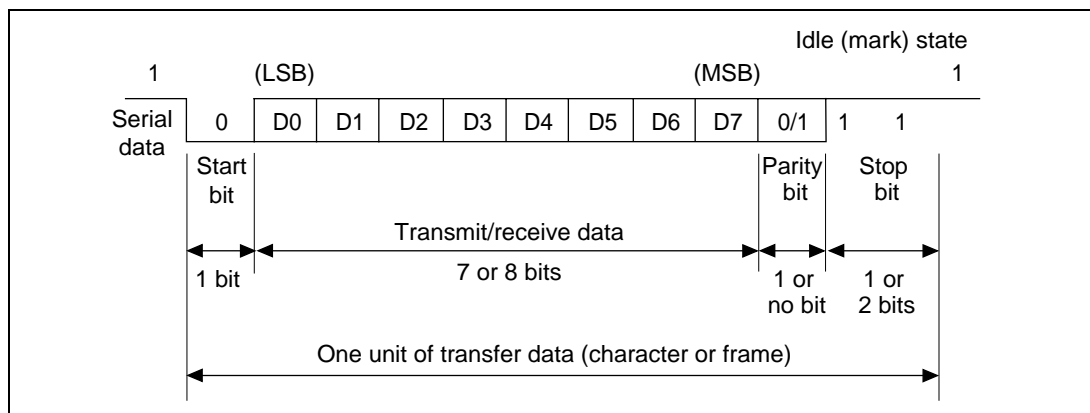 Idle (mark) state
1 (LSB) (MSB) 1
Serial data
0 D0 D1 D2 D3 D4 D5 D6 D7 0/1 1 1
Start bit
Parity bit
Stop bit
Transmit/receive data
1 bit
7 or 8 bits
1 or no bit
1 or 2 bits
One unit of transfer data (character or frame)